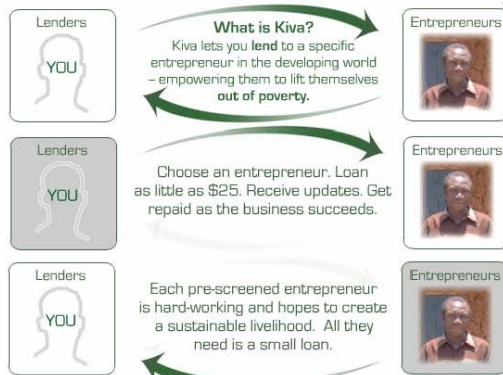 Lenders
YOU
What is Kiva?
Kiva lets you lend to a specific
entrepreneur in the developing world
– empowering them to lift themselves
out of poverty.
Entrepreneurs
Lenders
YOU
Choose an entrepreneur. Loan
as little as $25. Receive updates. Get
repaid as the business succeeds.
Entrepreneurs
Lenders
YOU
Each pre-screened entrepreneur
is hard-working and hopes to create
a sustainable livelihood. All they
need is a small loan.
Entrepreneurs